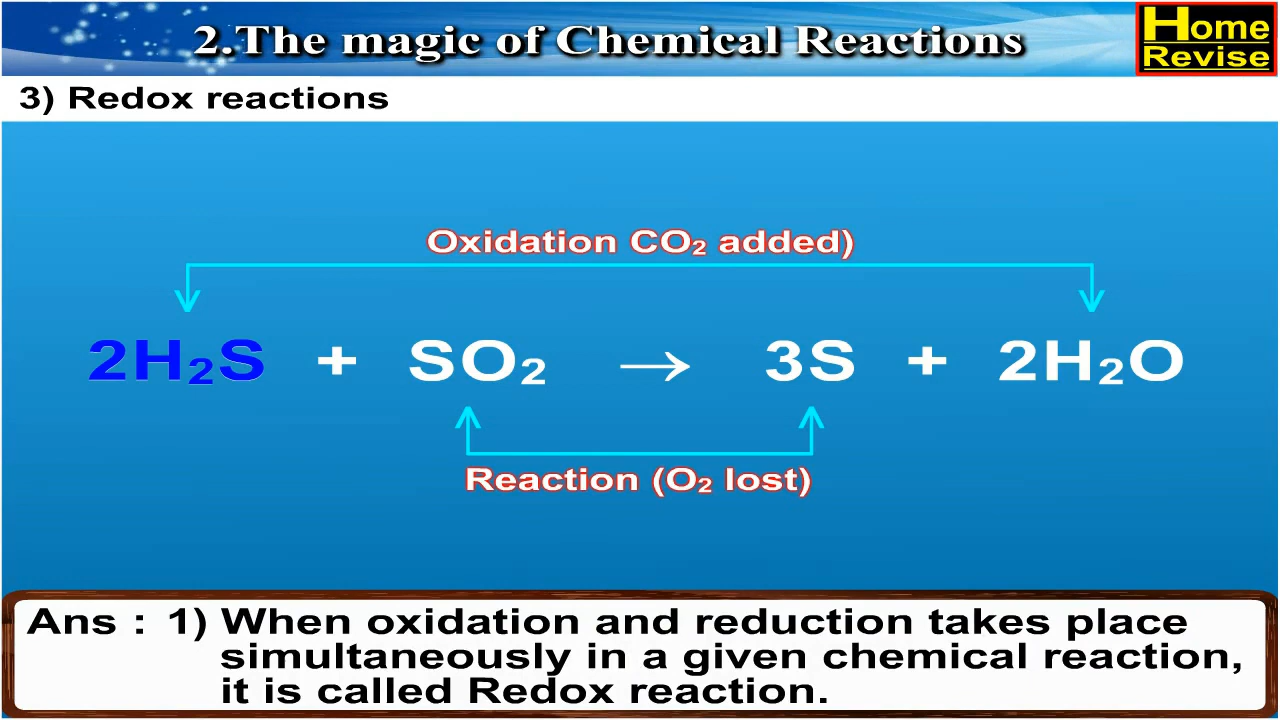 2.The magic of Chemical Reactions
Home
Revise
3) Redox reactions
Oxidation CO₂ added)
2H₂S + SO₂ → 3S + 2H₂O
Reaction (O₂ lost)
Ans : 1) When oxidation and reduction takes place
simultaneously in a given chemical reaction,
it is called Redox reaction.